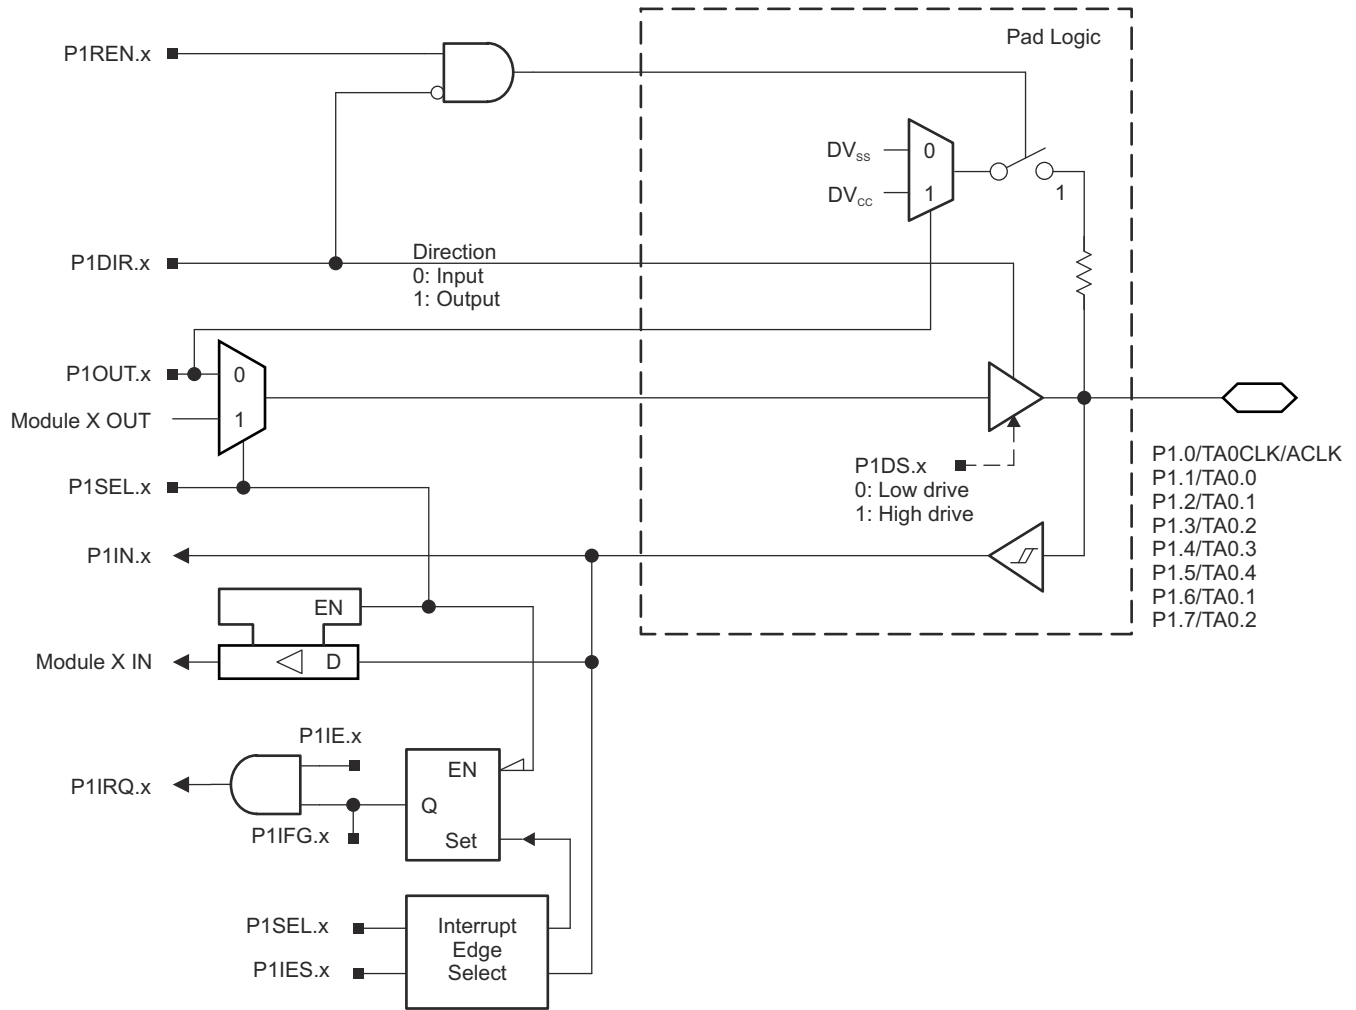 Pad Logic
P1REN.x
DVSS
0
DVCC
1
1
P1DIR.x
Direction
0: Input
1: Output
P1OUT.x
0
Module X OUT
1
P1SEL.x
P1DS.x
0: Low drive
1: High drive
P1.0/TA0CLK/ACLK
P1.1/TA0.0
P1.2/TA0.1
P1.3/TA0.2
P1.4/TA0.3
P1.5/TA0.4
P1.6/TA0.1
P1.7/TA0.2
P1IN.x
EN
Module X IN
D
P1IE.x
P1IRQ.x
EN
Q
P1IFG.x
Set
P1SEL.x
P1IES.x
Interrupt
Edge
Select